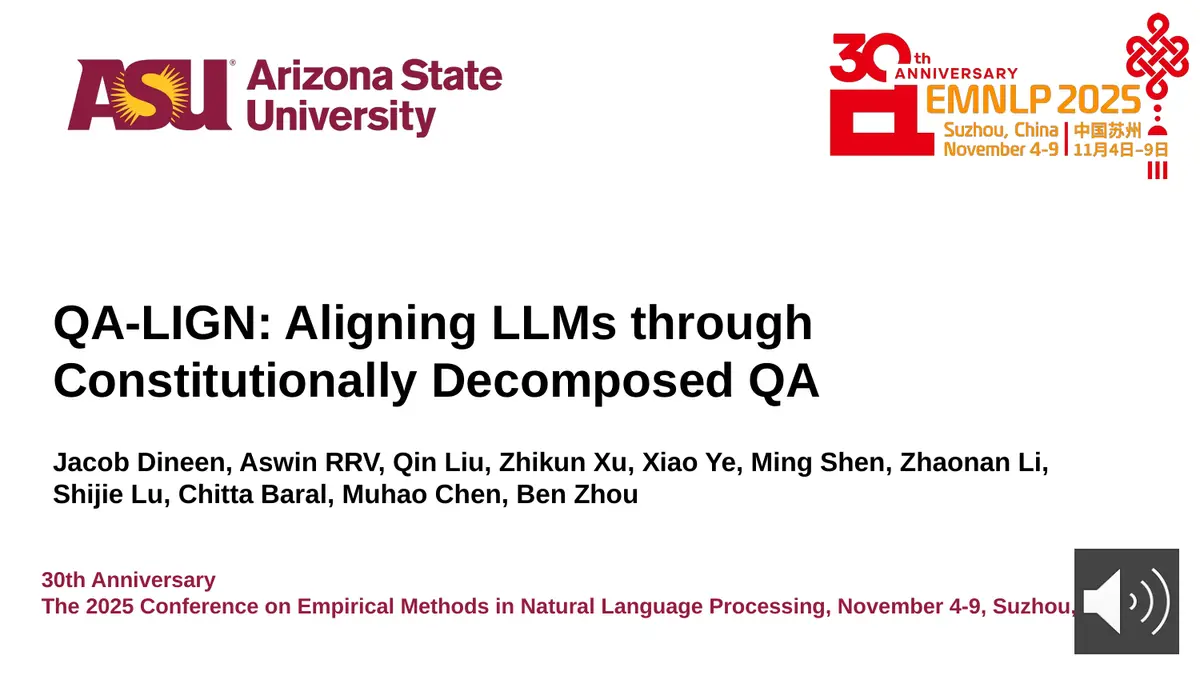 ASU® Arizona State
University
30th
ANNIVERSARY
EMNLP 2025
Suzhou, China
November 4-9
中国苏州
11月4日-9日
QA-LIGN: Aligning LLMs through
Constitutionally Decomposed QA
Jacob Dineen, Aswin RRV, Qin Liu, Zhikun Xu, Xiao Ye, Ming Shen, Zhaonan Li,
Shijie Lu, Chitta Baral, Muhao Chen, Ben Zhou
30th Anniversary
The 2025 Conference on Empirical Methods in Natural Language Processing, November 4-9, Suzhou,